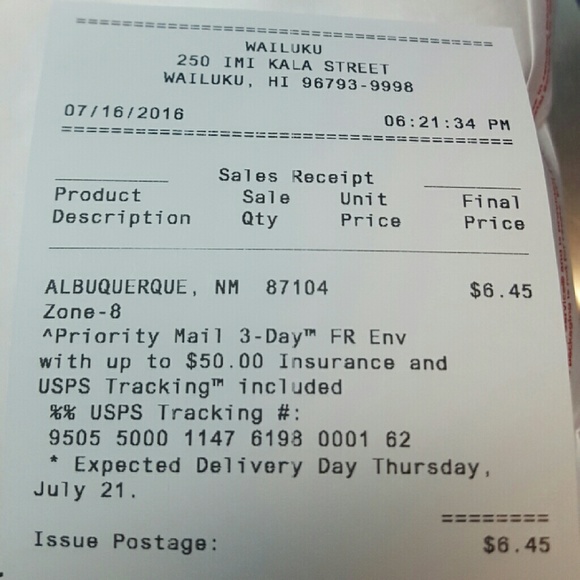 ========================================
WAILUKU
250 IMI KALA STREET
WAILUKU, HI 96793-9998
07/16/2016 06:21:34 PM
========================================
Sales Receipt
Product Sale Unit Final
Description Qty Price Price
ALBUQUERQUE, NM 87104 $6.45
Zone-8
^Priority Mail 3-Day™ FR Env
with up to $50.00 Insurance and
USPS Tracking™ included
%% USPS Tracking #:
9505 5000 1147 6198 0001 62
* Expected Delivery Day Thursday,
July 21.
========
Issue Postage: $6.45